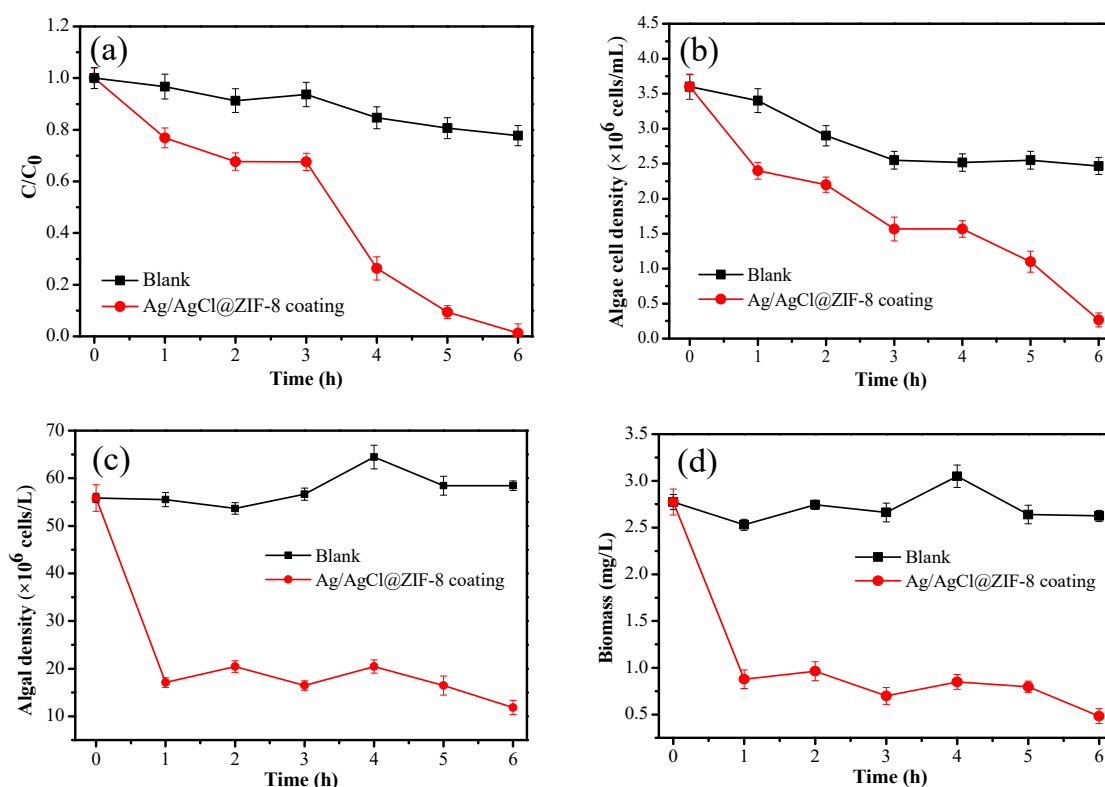 (a)
1.2
1.0
0.8
0.6
0.4
0.2
0.0
C/C0
Blank
Ag/AgCl@ZIF-8 coating
0 1 2 3 4 5 6
Time (h)
(b)
4.5
4.0
3.5
3.0
2.5
2.0
1.5
1.0
0.5
0.0
Algae cell density (×10⁶ cells/mL)
Blank
Ag/AgCl@ZIF-8 coating
0 1 2 3 4 5 6
Time (h)
(c)
70
60
50
40
30
20
10
Algal density (×10⁶ cells/L)
Blank
Ag/AgCl@ZIF-8 coating
0 1 2 3 4 5 6
Time (h)
(d)
3.5
3.0
2.5
2.0
1.5
1.0
0.5
Biomass (mg/L)
Blank
Ag/AgCl@ZIF-8 coating
0 1 2 3 4 5 6
Time (h)